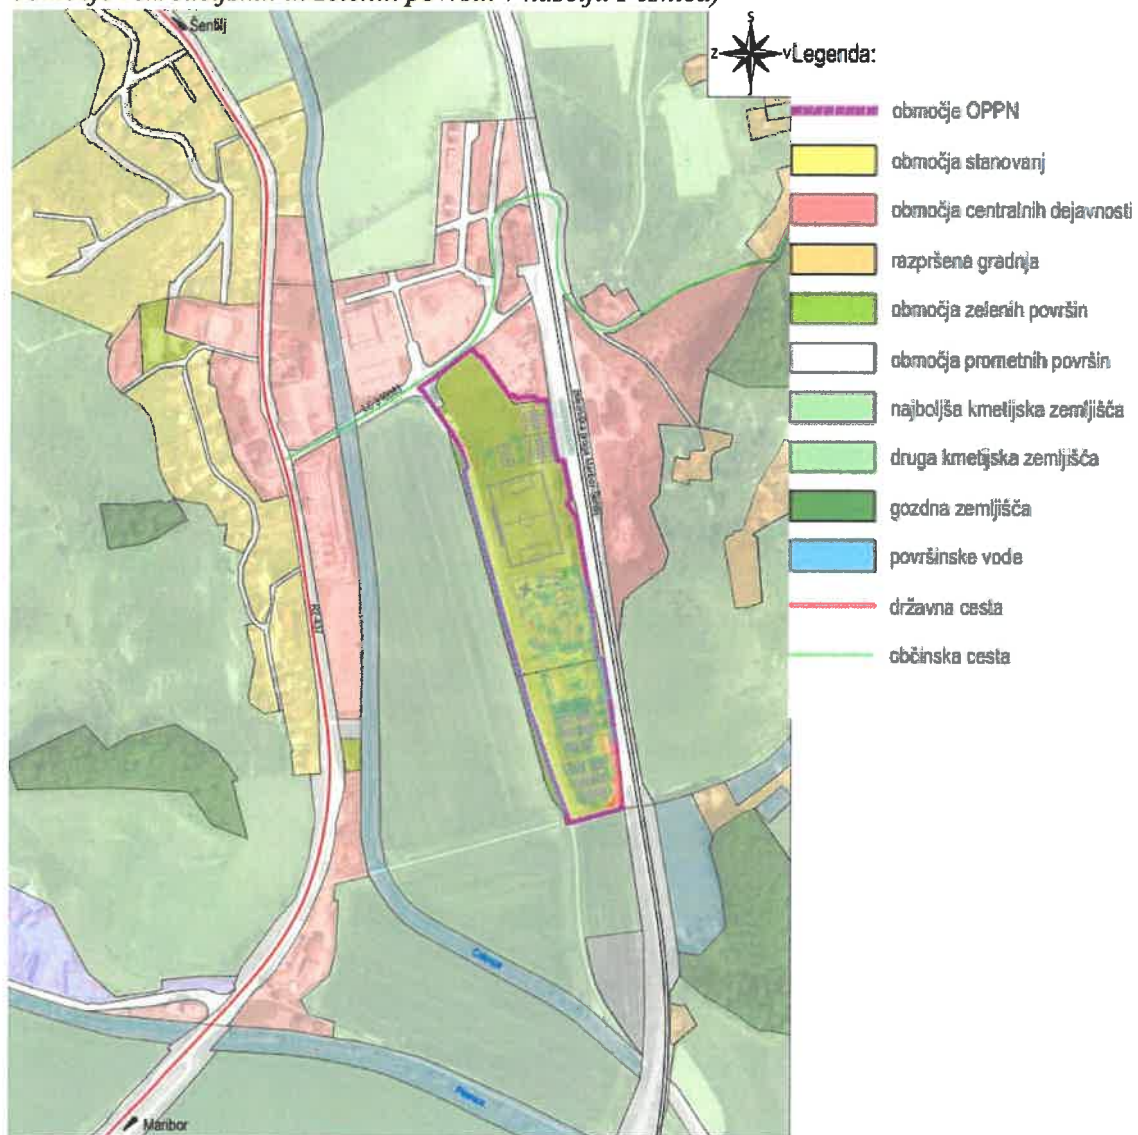 Šentilj
S
Z
V
J
Legenda:
območje OPPN
območja stanovanj
območja centralnih dejavnosti
razpršena gradnja
območja zelenih površin
območja prometnih površin
najboljša kmetijska zemljišča
druga kmetijska zemljišča
gozdna zemljišča
površinske vode
državna cesta
občinska cesta
Maribor